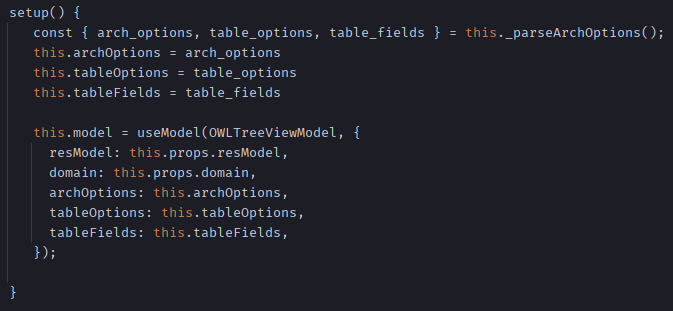 setup() {
const { arch_options, table_options, table_fields } = this._parseArchOptions();
this.archOptions = arch_options
this.tableOptions = table_options
this.tableFields = table_fields
this.model = useModel(OWLTreeViewModel, {
resModel: this.props.resModel,
domain: this.props.domain,
archOptions: this.archOptions,
tableOptions: this.tableOptions,
tableFields: this.tableFields,
});
}